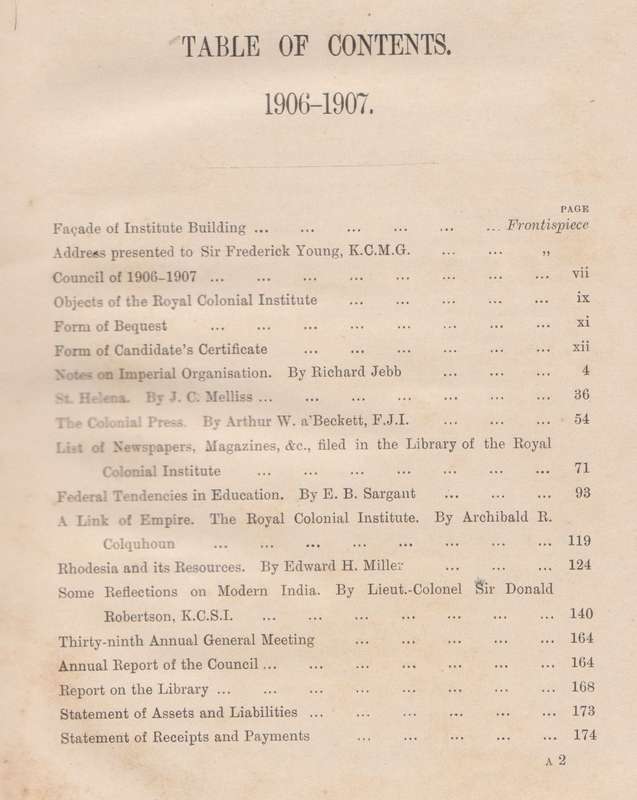 TABLE OF CONTENTS.
1906–1907.
PAGE
Façade of Institute Building ... ... ... ... ... ... Frontispiece
Address presented to Sir Frederick Young, K.C.M.G. ... ... „
Council of 1906–1907 ... ... ... ... ... ... ... ... vii
Objects of the Royal Colonial Institute ... ... ... ... ... ix
Form of Bequest ... ... ... ... ... ... ... ... xi
Form of Candidate's Certificate ... ... ... ... ... ... xii
Notes on Imperial Organisation. By Richard Jebb ... ... ... 4
St. Helena. By J. C. Melliss ... ... ... ... ... ... ... 36
The Colonial Press. By Arthur W. a'Beckett, F.J.I. ... ... ... 54
List of Newspapers, Magazines, &c., filed in the Library of the Royal
Colonial Institute ... ... ... ... ... ... ... 71
Federal Tendencies in Education. By E. B. Sargant ... ... ... 93
A Link of Empire. The Royal Colonial Institute. By Archibald R.
Colquhoun ... ... ... ... ... ... ... ... 119
Rhodesia and its Resources. By Edward H. Miller ... ... ... 124
Some Reflections on Modern India. By Lieut.-Colonel Sir Donald
Robertson, K.C.S.I. ... ... ... ... ... ... ... 140
Thirty-ninth Annual General Meeting ... ... ... ... ... 164
Annual Report of the Council ... ... ... ... ... ... ... 164
Report on the Library ... ... ... ... ... ... ... ... 168
Statement of Assets and Liabilities ... ... ... ... ... ... 173
Statement of Receipts and Payments ... ... ... ... ... 174
A 2